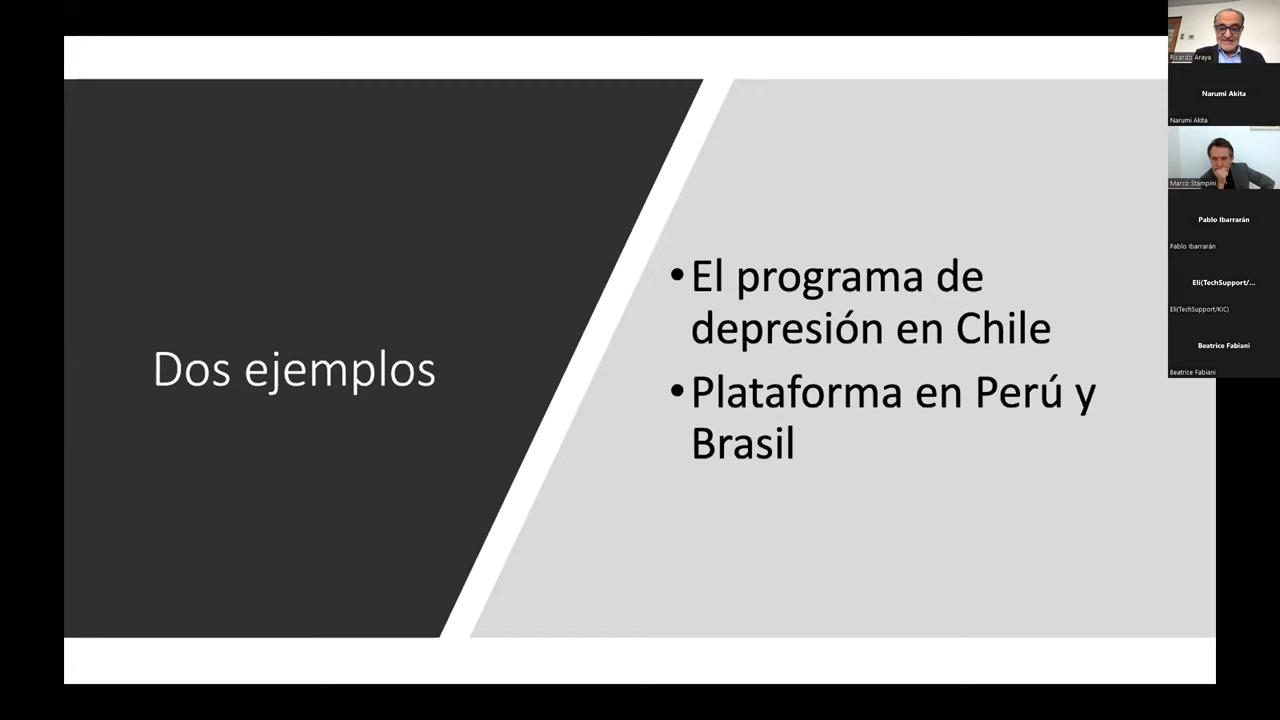 Dos ejemplos
•El programa de
depresión en Chile
•Plataforma en Perú y
Brasil
Ricardo Araya
Narumi Akita
Narumi Akita
Marco Stampini
Pablo Ibarrarán
Pablo Ibarrarán
Eli(TechSupport/...
Eli(TechSupport/KIC)
Beatrice Fabiani
Beatrice Fabiani